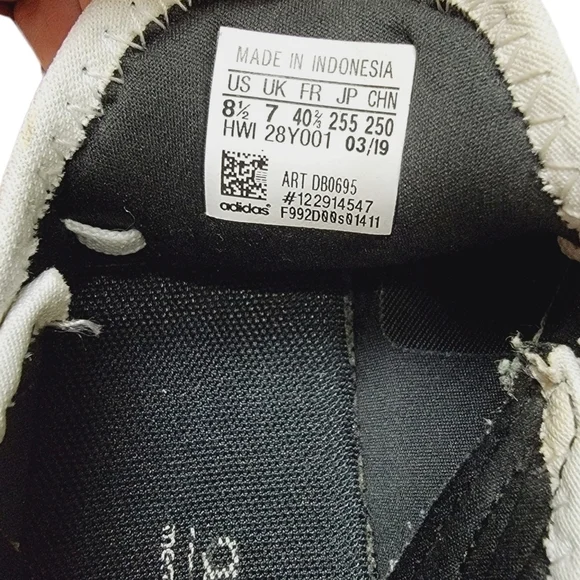 MADE IN INDONESIA
US UK FR JP CHN
8½ 7 40⅔ 255 250
HWI 28Y001 03/19
ART DB0695
#122914547
adidas F992D00s01411